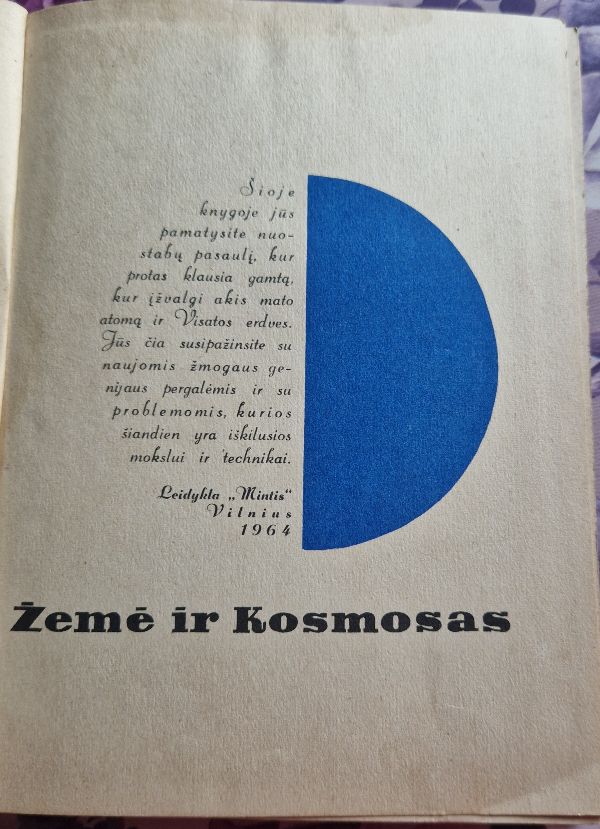 Šioje
knygoje jūs
pamatysite nuo-
stabų pasaulį, kur
protas klausia gamtą,
kur įžvalgi akis mato
atomą ir Visatos erdves.
Jūs čia susipažinsite su
naujomis žmogaus ge-
nijaus pergalėmis ir su
problemomis, kurios
šiandien yra iškilusios
mokslui ir technikai.
Leidykla „Mintis“
Vilnius
1964
Žemė ir Kosmosas